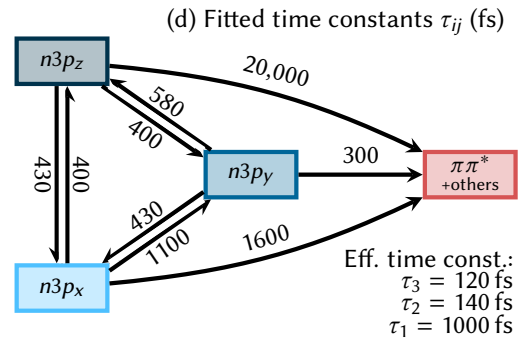 (d) Fitted time constants τij (fs)
n3pz
20,000
580
400
430
400
n3py
300
ππ*
+others
430
1100
1600
n3px
Eff. time const.:
τ3 = 120 fs
τ2 = 140 fs
τ1 = 1000 fs